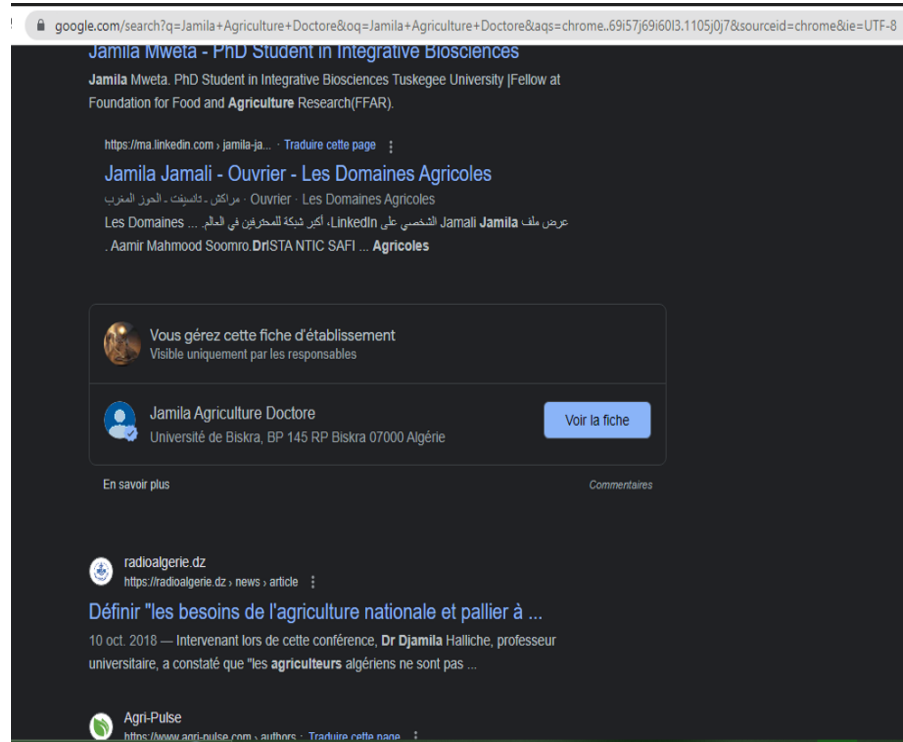 google.com/search?q=Jamila+Agriculture+Doctore&oq=Jamila+Agriculture+Doctore&aqs=chrome..69i57j69i60l3.1105j0j7&sourceid=chrome&ie=UTF-8
Jamila Mweta - PhD Student in Integrative Biosciences
Jamila Mweta. PhD Student in Integrative Biosciences Tuskegee University |Fellow at
Foundation for Food and Agriculture Research(FFAR).
https://ma.linkedin.com › jamila-ja... · Traduire cette page
Jamila Jamali - Ouvrier - Les Domaines Agricoles
مراكش ـ تانسيفت ـ الحوز المغرب · Ouvrier · Les Domaines Agricoles
عرض ملف Jamali Jamila الشخصي على LinkedIn، أكبر شبكة للمحترفين في العالم. ... Les Domaines
. Aamir Mahmood Soomro.DrISTA NTIC SAFI ... Agricoles
Vous gérez cette fiche d'établissement
Visible uniquement par les responsables
Jamila Agriculture Doctore
Université de Biskra, BP 145 RP Biskra 07000 Algérie
Voir la fiche
En savoir plus
Commentaires
radioalgerie.dz
https://radioalgerie.dz › news › article
Définir "les besoins de l'agriculture nationale et pallier à ...
10 oct. 2018 — Intervenant lors de cette conférence, Dr Djamila Halliche, professeur
universitaire, a constaté que "les agriculteurs algériens ne sont pas ...
Agri-Pulse
https://www.agri-pulse.com › authors · Traduire cette page